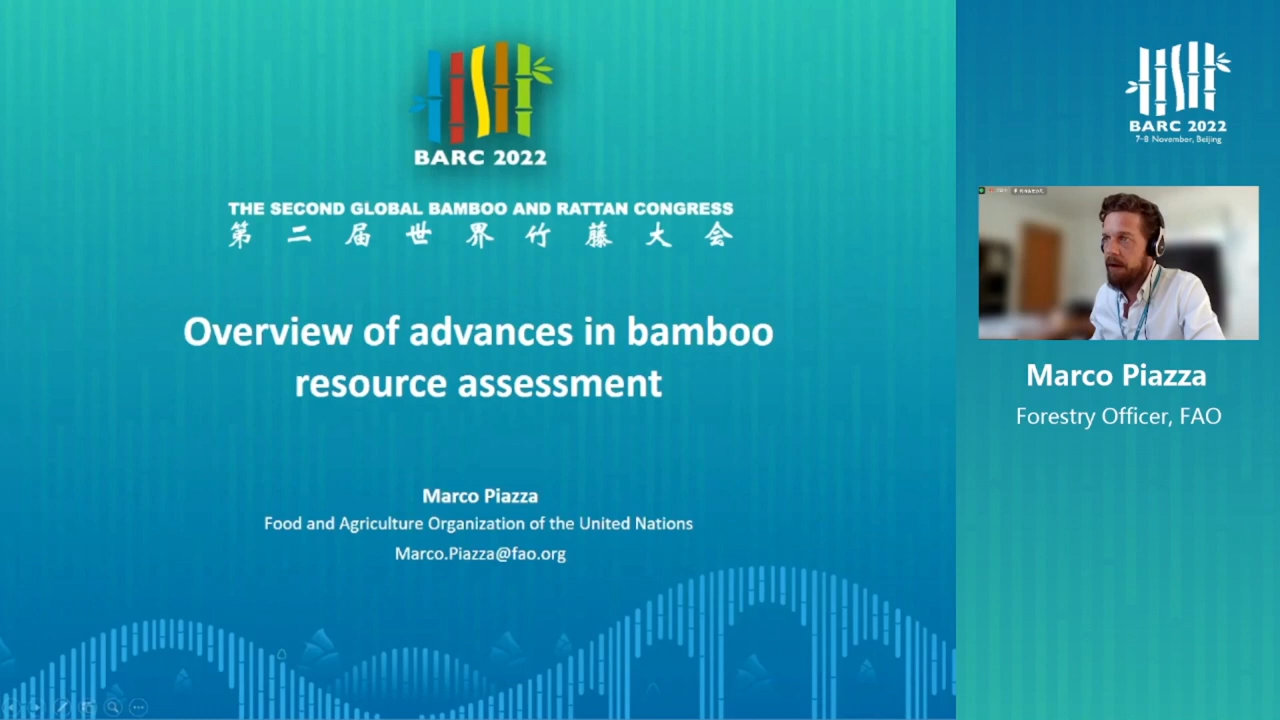 BARC 2022
THE SECOND GLOBAL BAMBOO AND RATTAN CONGRESS
第二届世界竹藤大会
Overview of advances in bamboo
resource assessment
Marco Piazza
Food and Agriculture Organization of the United Nations
Marco.Piazza@fao.org
BARC 2022
7-8 November, Beijing
Marco Piazza
Forestry Officer, FAO